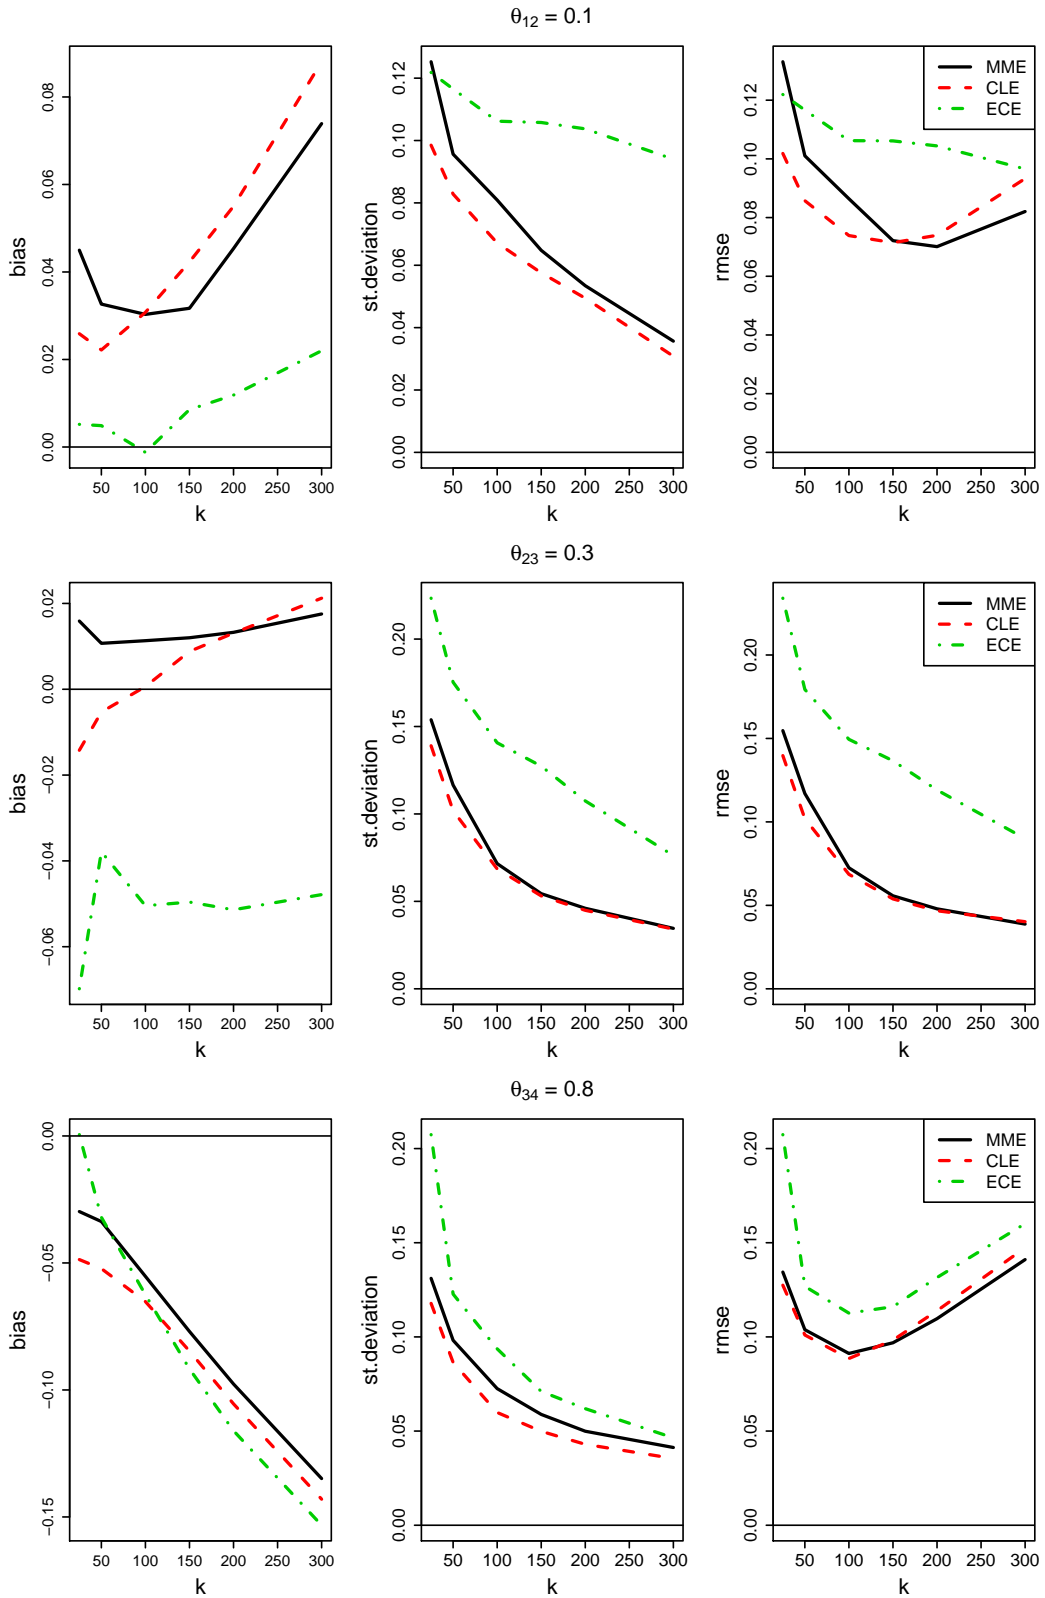 θ12 = 0.1
bias
0.00 0.02 0.04 0.06 0.08
50 100 150 200 250 300
k
st.deviation
0.00 0.02 0.04 0.06 0.08 0.10 0.12
50 100 150 200 250 300
k
rmse
0.00 0.02 0.04 0.06 0.08 0.10 0.12
50 100 150 200 250 300
k
MME
CLE
ECE
θ23 = 0.3
bias
−0.06 −0.04 −0.02 0.00 0.02
50 100 150 200 250 300
k
st.deviation
0.00 0.05 0.10 0.15 0.20
50 100 150 200 250 300
k
rmse
0.00 0.05 0.10 0.15 0.20
50 100 150 200 250 300
k
MME
CLE
ECE
θ34 = 0.8
bias
−0.15 −0.10 −0.05 0.00
50 100 150 200 250 300
k
st.deviation
0.00 0.05 0.10 0.15 0.20
50 100 150 200 250 300
k
rmse
0.00 0.05 0.10 0.15 0.20
50 100 150 200 250 300
k
MME
CLE
ECE